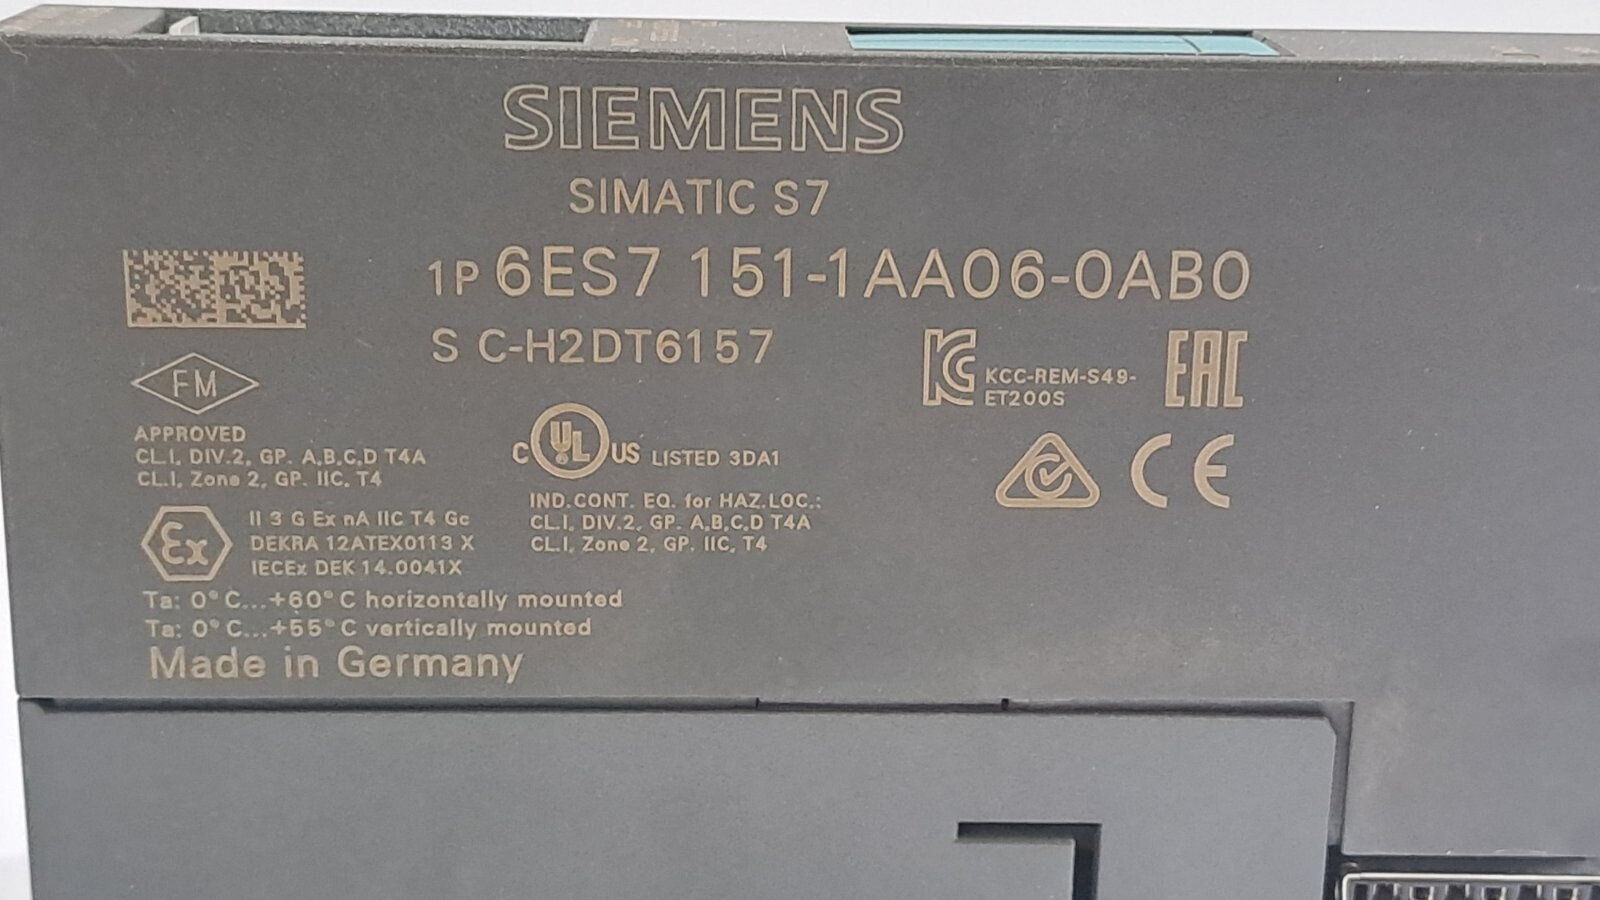 SIEMENS
SIMATIC S7
1P 6ES7 151-1AA06-0AB0
S C-H2DT6157
KCC-REM-S49-
ET200S
EAC
FM
APPROVED
CL.I, DIV.2, GP. A,B,C,D T4A
CL.I, Zone 2, GP. IIC, T4
C UL US LISTED 3DA1
IND.CONT. EQ. for HAZ.LOC.:
CL.I, DIV.2, GP. A,B,C,D T4A
CL.I, Zone 2, GP. IIC, T4
CE
Ex
II 3 G Ex nA IIC T4 Gc
DEKRA 12ATEX0113 X
IECEx DEK 14.0041X
Ta: 0°C...+60°C horizontally mounted
Ta: 0°C...+55°C vertically mounted
Made in Germany